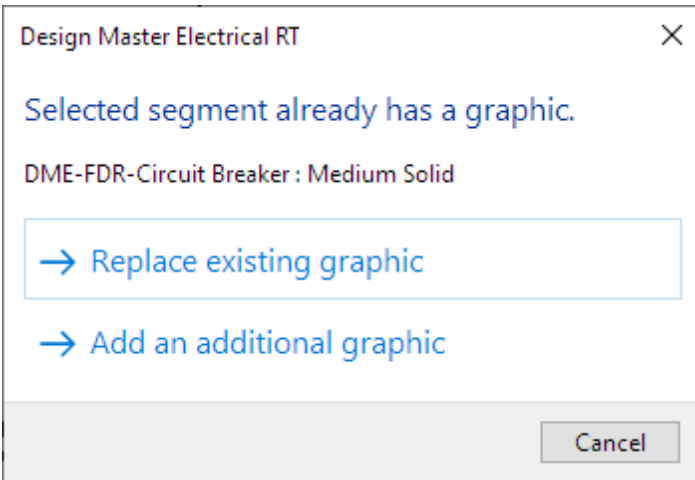 Design Master Electrical RT
Selected segment already has a graphic.
DME-FDR-Circuit Breaker : Medium Solid
→ Replace existing graphic
→ Add an additional graphic
Cancel